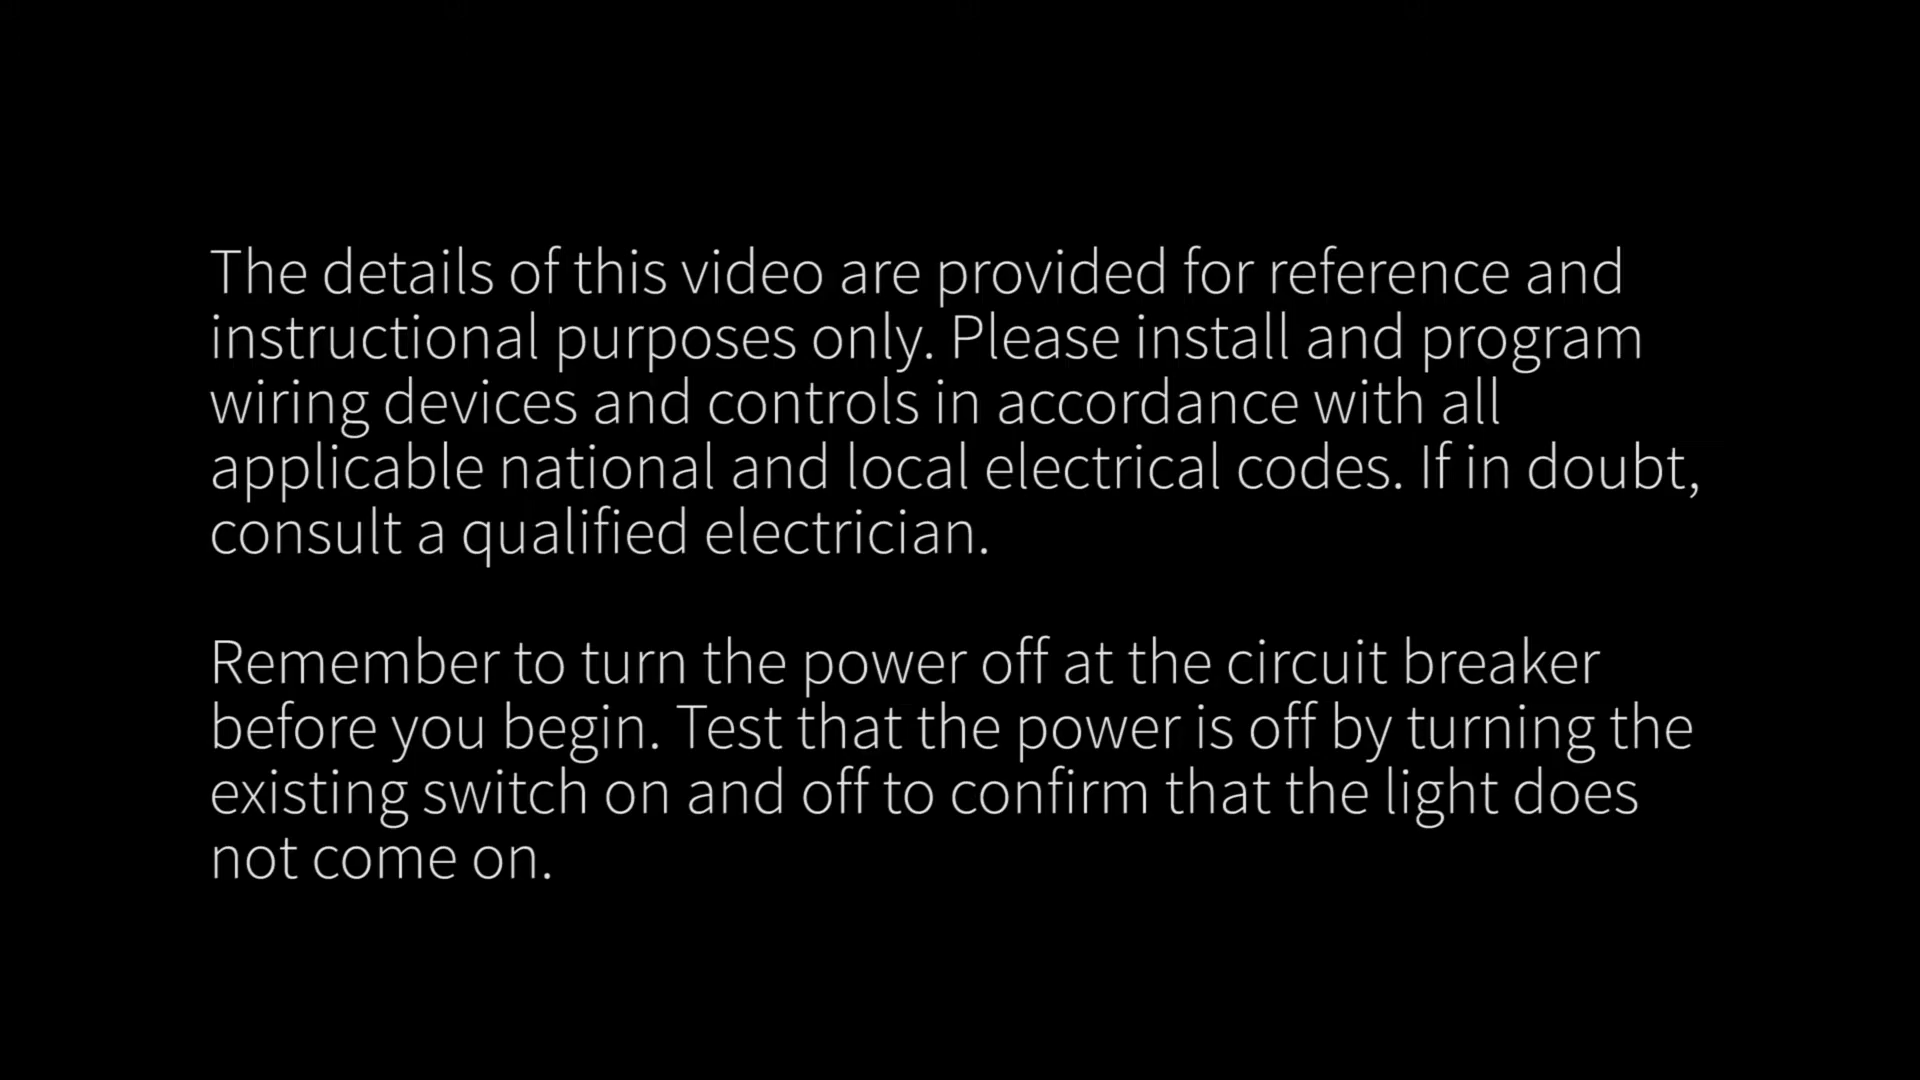 The details of this video are provided for reference and
instructional purposes only. Please install and program
wiring devices and controls in accordance with all
applicable national and local electrical codes. If in doubt,
consult a qualified electrician.
Remember to turn the power off at the circuit breaker
before you begin. Test that the power is off by turning the
existing switch on and off to confirm that the light does
not come on.